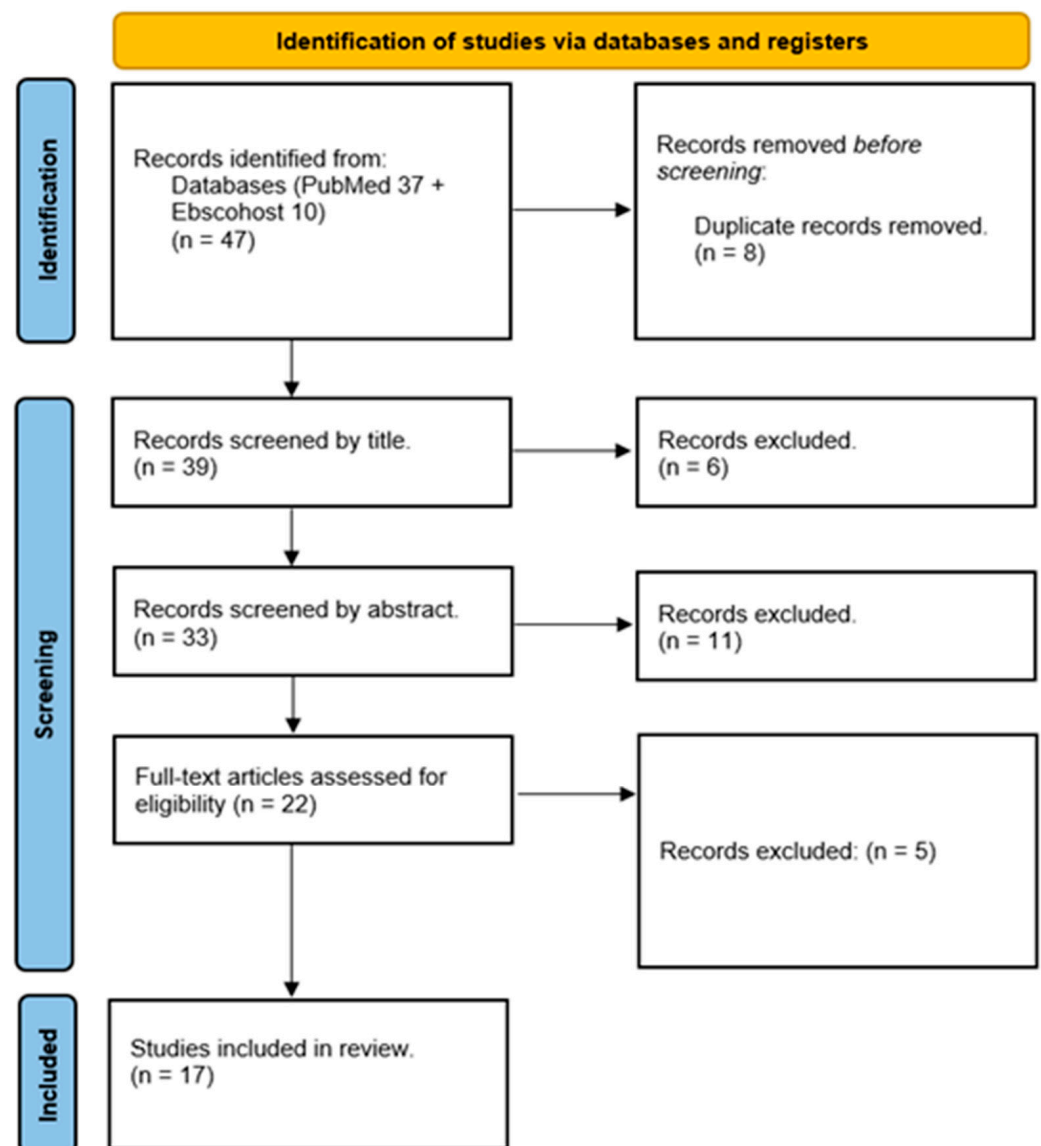 Identification of studies via databases and registers
Identification
Records identified from:
Databases (PubMed 37 +
Ebscohost 10)
(n = 47)
Records removed before
screening:
Duplicate records removed.
(n = 8)
Screening
Records screened by title.
(n = 39)
Records excluded.
(n = 6)
Records screened by abstract.
(n = 33)
Records excluded.
(n = 11)
Full-text articles assessed for
eligibility (n = 22)
Records excluded: (n = 5)
Included
Studies included in review.
(n = 17)